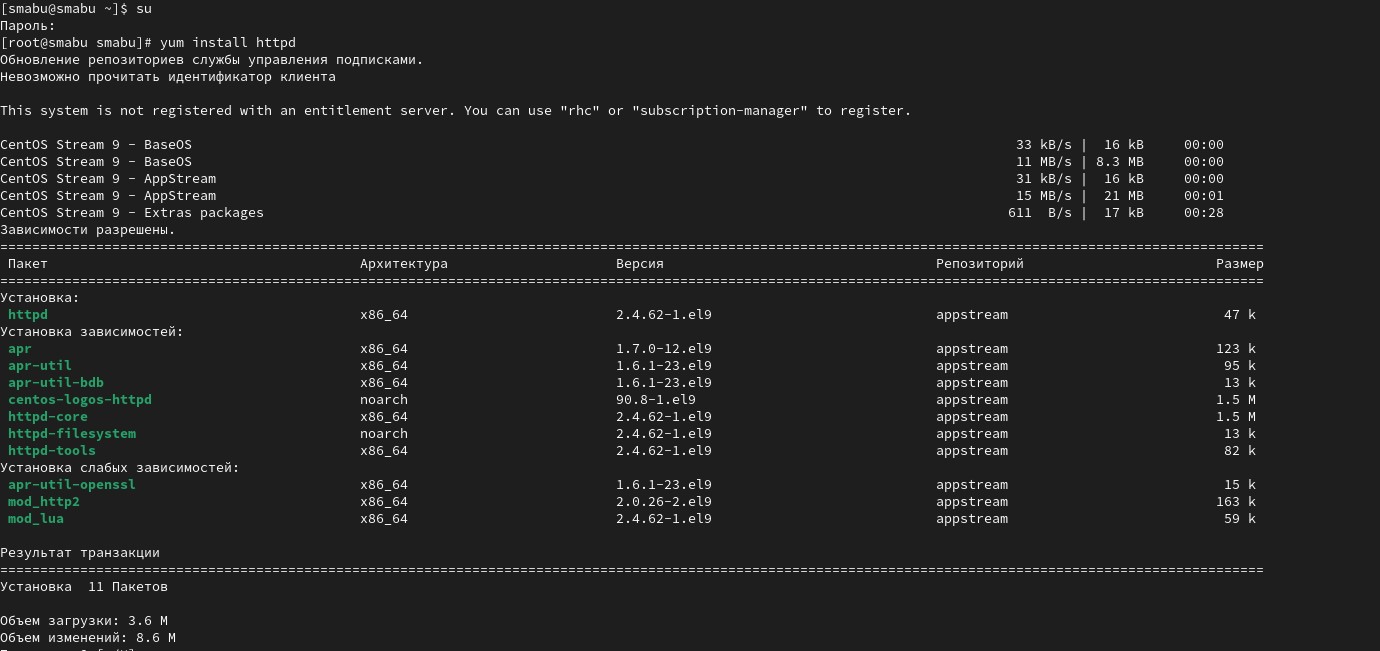 [smabu@smabu ~]$ su
Пароль:
[root@smabu smabu]# yum install httpd
Обновление репозиториев службы управления подписками.
Невозможно прочитать идентификатор клиента
This system is not registered with an entitlement server. You can use "rhc" or "subscription-manager" to register.
CentOS Stream 9 - BaseOS 33 kB/s | 16 kB 00:00
CentOS Stream 9 - BaseOS 11 MB/s | 8.3 MB 00:00
CentOS Stream 9 - AppStream 31 kB/s | 16 kB 00:00
CentOS Stream 9 - AppStream 15 MB/s | 21 MB 00:01
CentOS Stream 9 - Extras packages 611 B/s | 17 kB 00:28
Зависимости разрешены.
Пакет Архитектура Версия Репозиторий Размер
Установка:
httpd x86_64 2.4.62-1.el9 appstream 47 k
Установка зависимостей:
apr x86_64 1.7.0-12.el9 appstream 123 k
apr-util x86_64 1.6.1-23.el9 appstream 95 k
apr-util-bdb x86_64 1.6.1-23.el9 appstream 13 k
centos-logos-httpd noarch 90.8-1.el9 appstream 1.5 M
httpd-core x86_64 2.4.62-1.el9 appstream 1.5 M
httpd-filesystem noarch 2.4.62-1.el9 appstream 13 k
httpd-tools x86_64 2.4.62-1.el9 appstream 82 k
Установка слабых зависимостей:
apr-util-openssl x86_64 1.6.1-23.el9 appstream 15 k
mod_http2 x86_64 2.0.26-2.el9 appstream 163 k
mod_lua x86_64 2.4.62-1.el9 appstream 59 k
Результат транзакции
Установка 11 Пакетов
Объем загрузки: 3.6 M
Объем изменений: 8.6 M